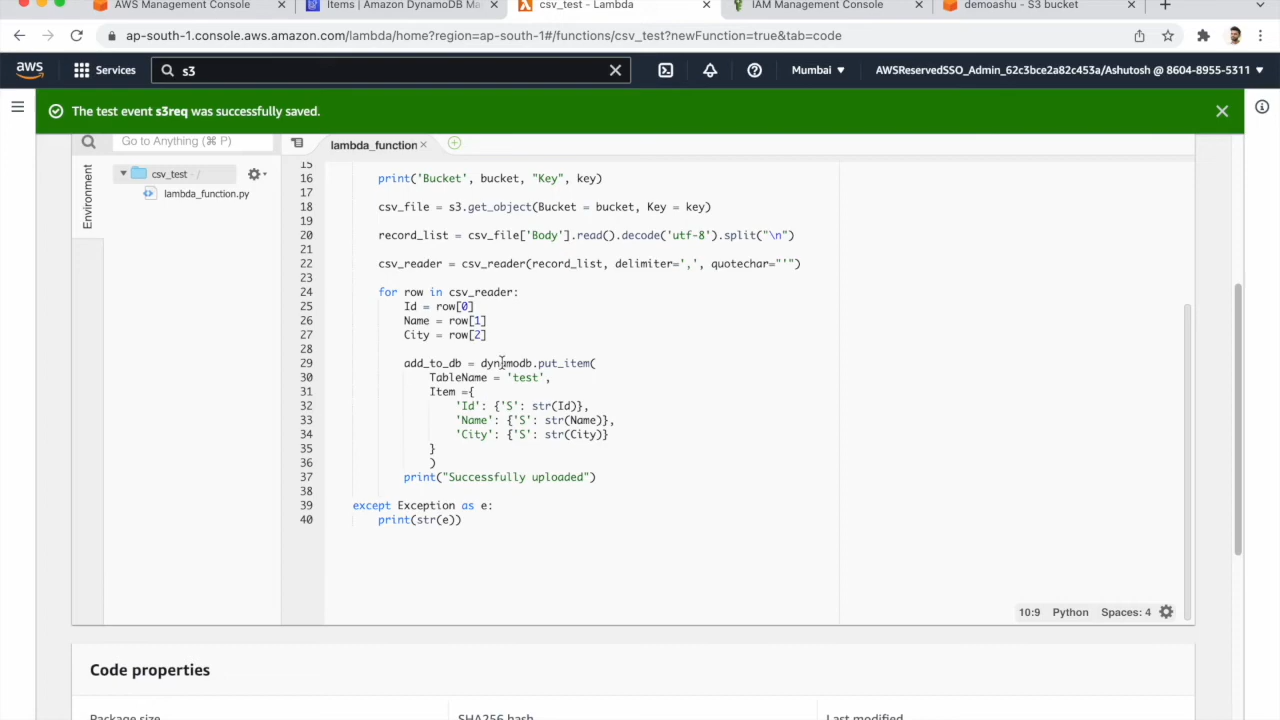 AWS Management Console
Items | Amazon DynamoDB Ma
csv_test - Lambda
IAM Management Console
demoashu - S3 bucket
ap-south-1.console.aws.amazon.com/lambda/home?region=ap-south-1#/functions/csv_test?newFunction=true&tab=code
aws
Services
s3
Mumbai
AWSReservedSSO_Admin_62c3bce2a82c453a/Ashutosh @ 8604-8955-5311
The test event s3req was successfully saved.
Go to Anything (⌘ P)
lambda_function
Environment
csv_test - /
lambda_function.py
15
16 print('Bucket', bucket, "Key", key)
17
18 csv_file = s3.get_object(Bucket = bucket, Key = key)
19
20 record_list = csv_file['Body'].read().decode('utf-8').split("\n")
21
22 csv_reader = csv_reader(record_list, delimiter=',', quotechar="'")
23
24 for row in csv_reader:
25 Id = row[0]
26 Name = row[1]
27 City = row[2]
28
29 add_to_db = dynamodb.put_item(
30 TableName = 'test',
31 Item ={
32 'Id': {'S': str(Id)},
33 'Name': {'S': str(Name)},
34 'City': {'S': str(City)}
35 }
36 )
37 print("Successfully uploaded")
38
39 except Exception as e:
40 print(str(e))
10:9 Python Spaces: 4
Code properties
Package size
SHA256 hash
Last modified